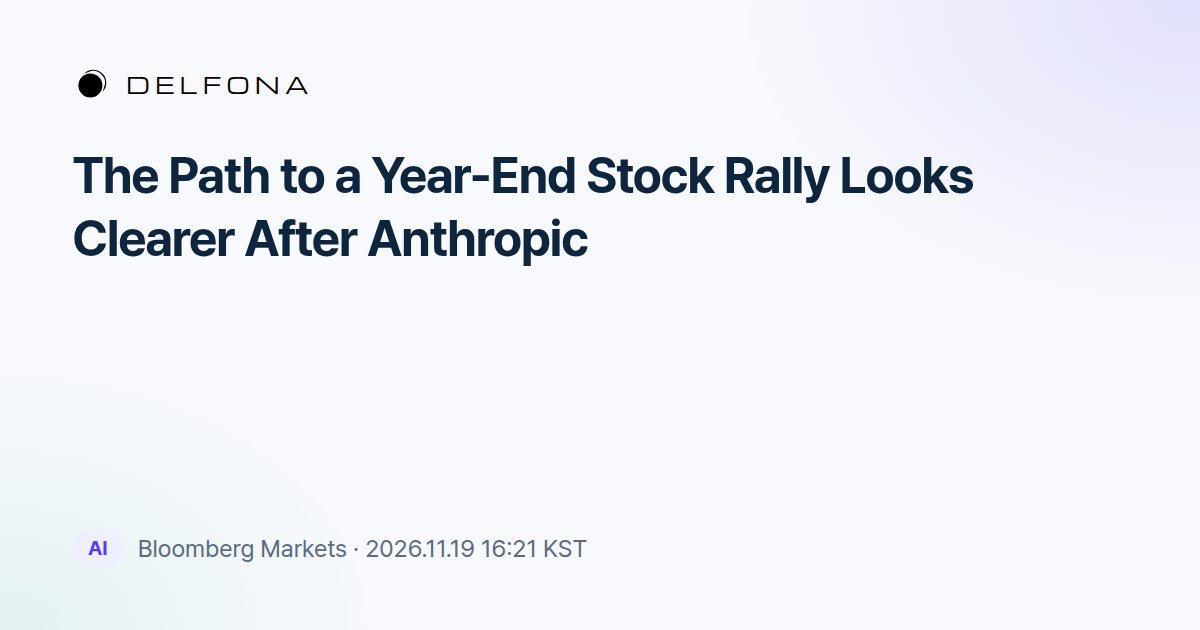 DELFONA
The Path to a Year-End Stock Rally Looks
Clearer After Anthropic
AI Bloomberg Markets · 2026.11.19 16:21 KST